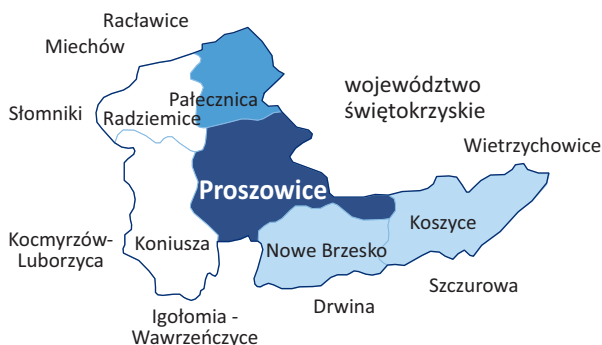 Racławice
Miechów
województwo
świętokrzyskie
Słomniki
Pałecznica
Radziemice
Wietrzychowice
Proszowice
Kocmyrzów-
Luborzyca
Koniusza
Nowe Brzesko
Koszyce
Szczurowa
Drwina
Igołomia -
Wawrzeńczyce